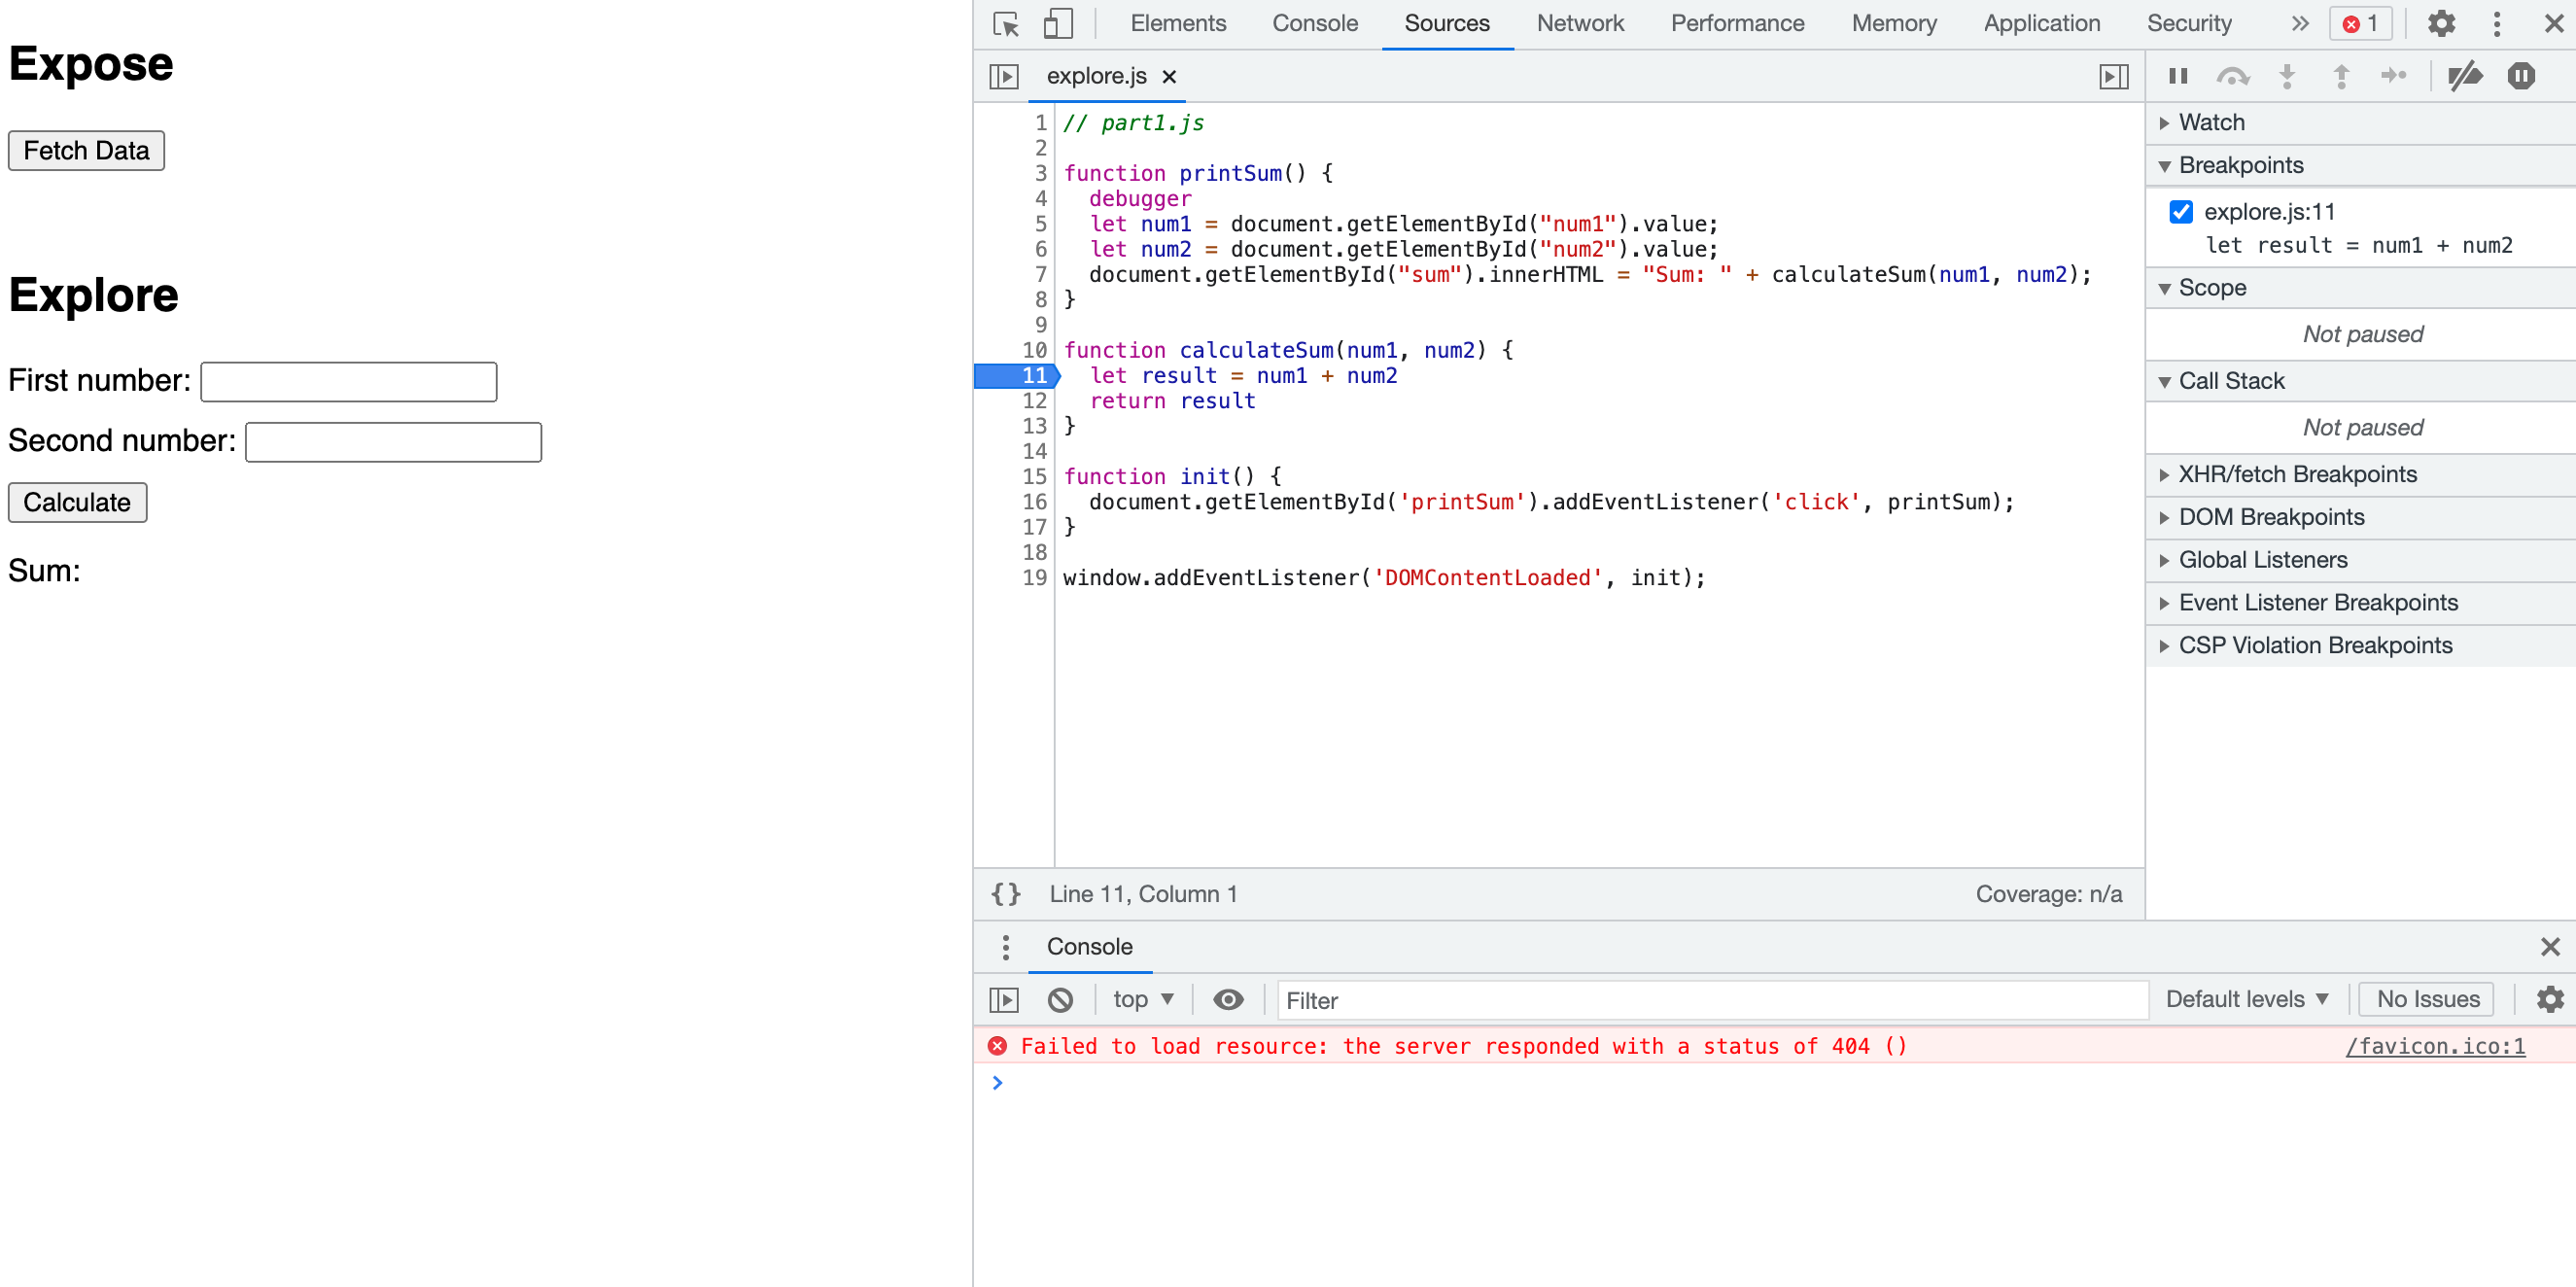 Expose
Fetch Data
Explore
First number:
Second number:
Calculate
Sum:
Elements Console Sources Network Performance Memory Application Security » 1
explore.js ×
1 // part1.js
2
3 function printSum() {
4   debugger
5   let num1 = document.getElementById("num1").value;
6   let num2 = document.getElementById("num2").value;
7   document.getElementById("sum").innerHTML = "Sum: " + calculateSum(num1, num2);
8 }
9
10 function calculateSum(num1, num2) {
11   let result = num1 + num2
12   return result
13 }
14
15 function init() {
16   document.getElementById('printSum').addEventListener('click', printSum);
17 }
18
19 window.addEventListener('DOMContentLoaded', init);
{} Line 11, Column 1 Coverage: n/a
Watch
Breakpoints
explore.js:11
let result = num1 + num2
Scope
Not paused
Call Stack
Not paused
XHR/fetch Breakpoints
DOM Breakpoints
Global Listeners
Event Listener Breakpoints
CSP Violation Breakpoints
Console
top Filter Default levels No Issues
Failed to load resource: the server responded with a status of 404 () /favicon.ico:1